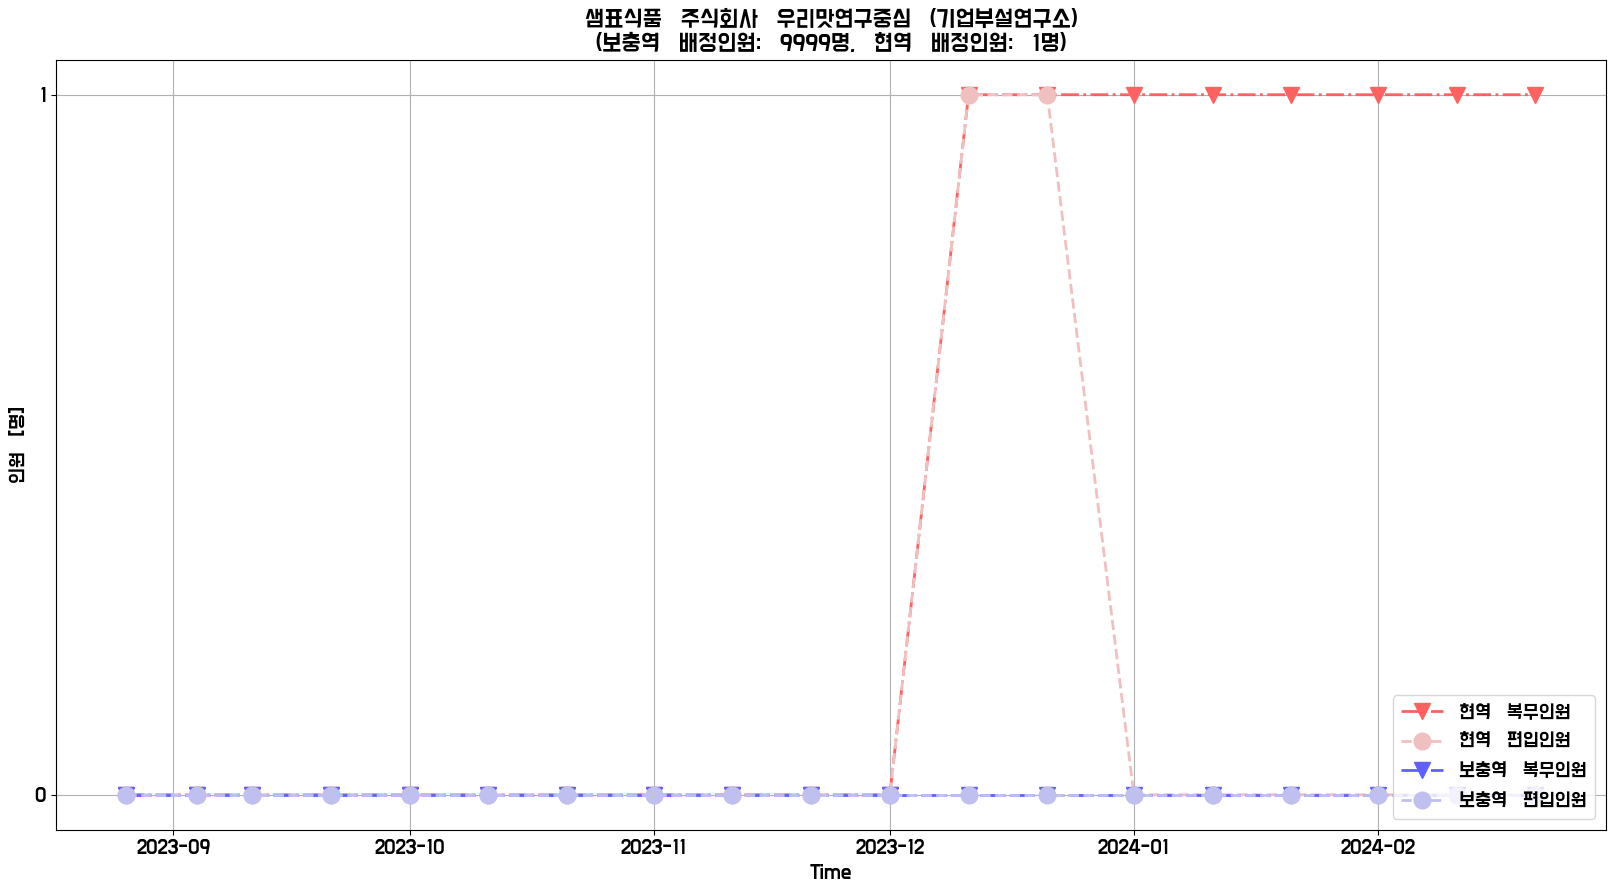 샘표식품 주식회사 우리맛연구중심 (기업부설연구소)
(보충역 배정인원: 9999명, 현역 배정인원: 1명)
1
0
인원 [명]
2023-09
2023-10
2023-11
2023-12
2024-01
2024-02
Time
현역 복무인원
현역 편입인원
보충역 복무인원
보충역 편입인원